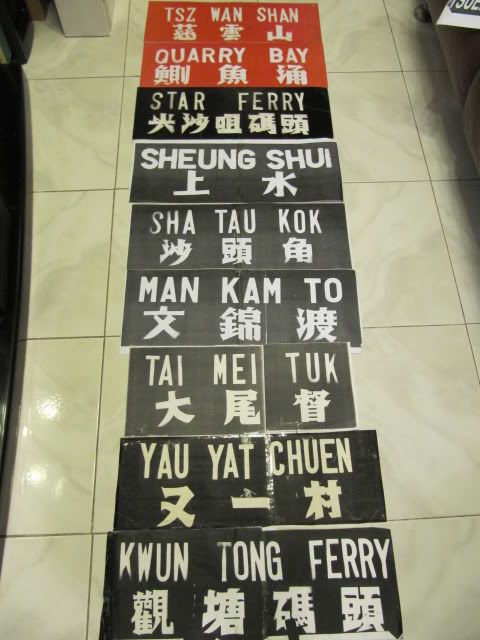 TSZ WAN SHAN
慈雲山
QUARRY BAY
鰂魚涌
STAR FERRY
尖沙咀碼頭
SHEUNG SHUI
上水
SHA TAU KOK
沙頭角
MAN KAM TO
文錦渡
TAI MEI TUK
大尾督
YAU YAT CHUEN
又一村
KWUN TONG FERRY
觀塘碼頭